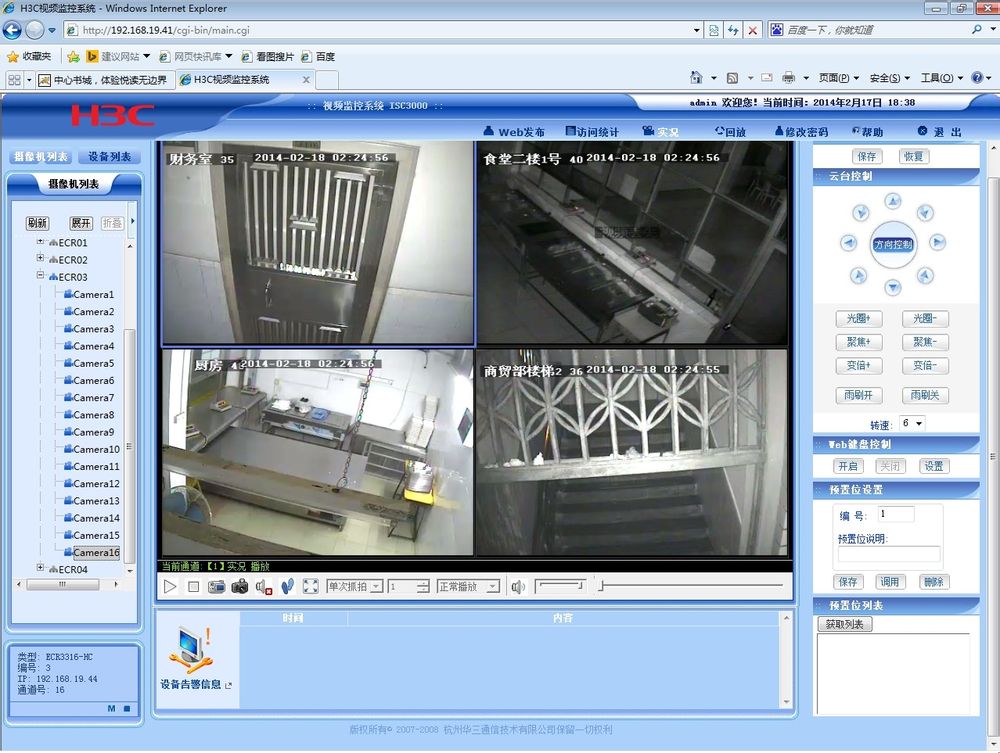 H3C视频监控系统 - Windows Internet Explorer
http://192.168.19.41/cgi-bin/main.cgi
百度一下，你就知道
收藏夹 建议网站 网页快讯库 看图搜片 百度
中心书城，体验悦读无边界 H3C视频监控系统 页面(P) 安全(S) 工具(O)
H3C
:: 视频监控系统 ISC3000 ::
admin 欢迎您！当前时间：2014年2月17日 18:38
Web发布 访问统计 实况 回放 修改密码 帮助 退 出
摄像机列表 设备列表
摄像机列表
刷新 展开 折叠
ECR01
ECR02
ECR03
Camera1
Camera2
Camera3
Camera4
Camera5
Camera6
Camera7
Camera8
Camera9
Camera10
Camera11
Camera12
Camera13
Camera14
Camera15
Camera16
ECR04
类型: ECR3316-HC
编号: 3
IP: 192.168.19.44
通道号: 16
M
财务室 35 2014-02-18 02:24:56
食堂二楼1号 40 2014-02-18 02:24:56
厨房 2014-02-18 02:24:56
商贸部楼梯2 36 2014-02-18 02:24:55
当前通道:【1】实况 播放
单次抓拍 1 正常播放
时间 内容
设备告警信息
保存 恢复
云台控制
方向控制
光圈+ 光圈-
聚焦+ 聚焦-
变倍+ 变倍-
雨刷开 雨刷关
转速: 6
Web键盘控制
开启 关闭 设置
预置位设置
编 号: 1
预置位说明:
保存 调用 删除
预置位列表
获取列表
版权所有© 2007-2008 杭州华三通信技术有限公司保留一切权利